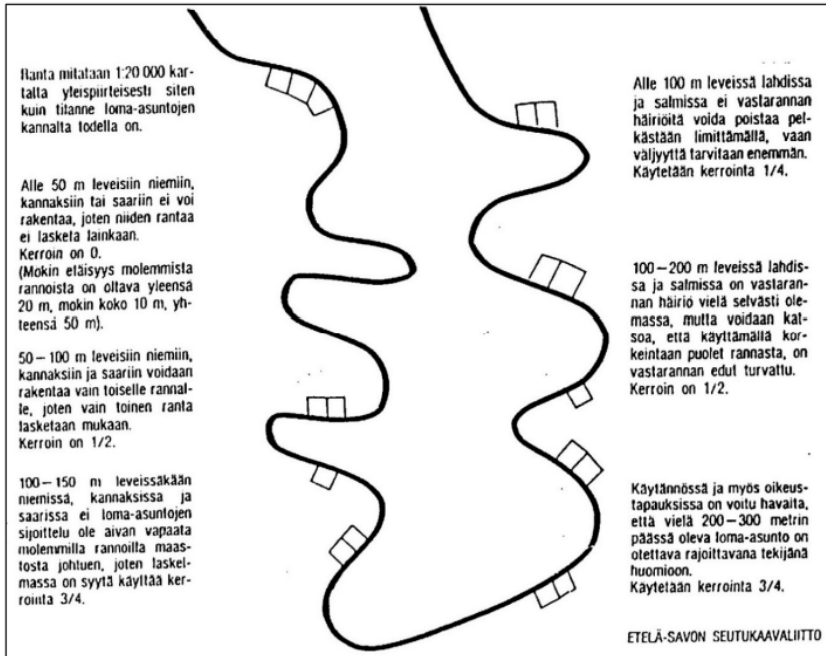 Ranta mitataan 1:20 000 kar-
talta yleispiirteisesti siten
kuin tilanne loma-asuntojen
kannalta todella on.
Alle 50 m leveisiin niemiin,
kannaksiin tai saariin ei voi
rakentaa, joten niiden rantaa
ei lasketa lainkaan.
Kerroin on 0.
(Mökin etäisyys molemmista
rannoista on oltava yleensä
20 m, mökin koko 10 m, yh-
teensä 50 m).
50–100 m leveisiin niemiin,
kannaksiin ja saariin voidaan
rakentaa vain toiselle rannal-
le, joten vain toinen ranta
lasketaan mukaan.
Kerroin on 1/2.
100–150 m leveissäkään
niemissä, kannaksissa ja
saarissa ei loma-asuntojen
sijoittelu ole aivan vapaata
molemmilla rannoilla maas-
tosta johtuen, joten laskel-
massa on syytä käyttää ker-
rointa 3/4.
Alle 100 m leveissä lahdissa
ja salmissa ei vastarannan
häiriöitä voida poistaa pel-
kästään limittämällä, vaan
väljyyttä tarvitaan enemmän.
Käytetään kerrointa 1/4.
100–200 m leveissä lahdis-
sa ja salmissa on vastaran-
nan häiriö vielä selvästi ole-
massa, mutta voidaan kat-
soa, että käyttämällä kor-
keintaan puolet rannasta, on
vastarannan edut turvattu.
Kerroin on 1/2.
Käytännössä ja myös oikeus-
tapauksissa on voitu havaita,
että vielä 200–300 metrin
päässä oleva loma-asunto on
otettava rajoittavana tekijänä
huomioon.
Käytetään kerrointa 3/4.
ETELÄ-SAVON SEUTUKAAVALIITTO